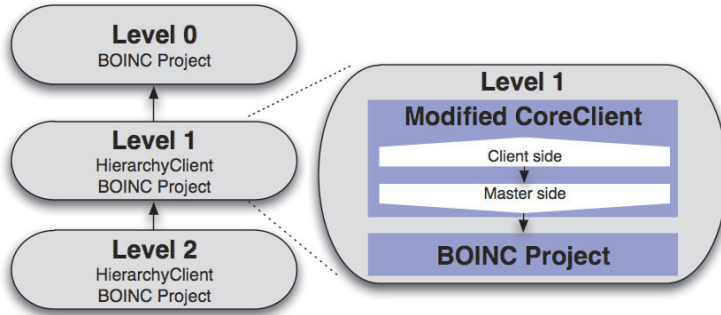 Level 0
BOINC Project
Level 1
HierarchyClient
BOINC Project
Level 2
HierarchyClient
BOINC Project
Level 1
Modified CoreClient
Client side
Master side
BOINC Project